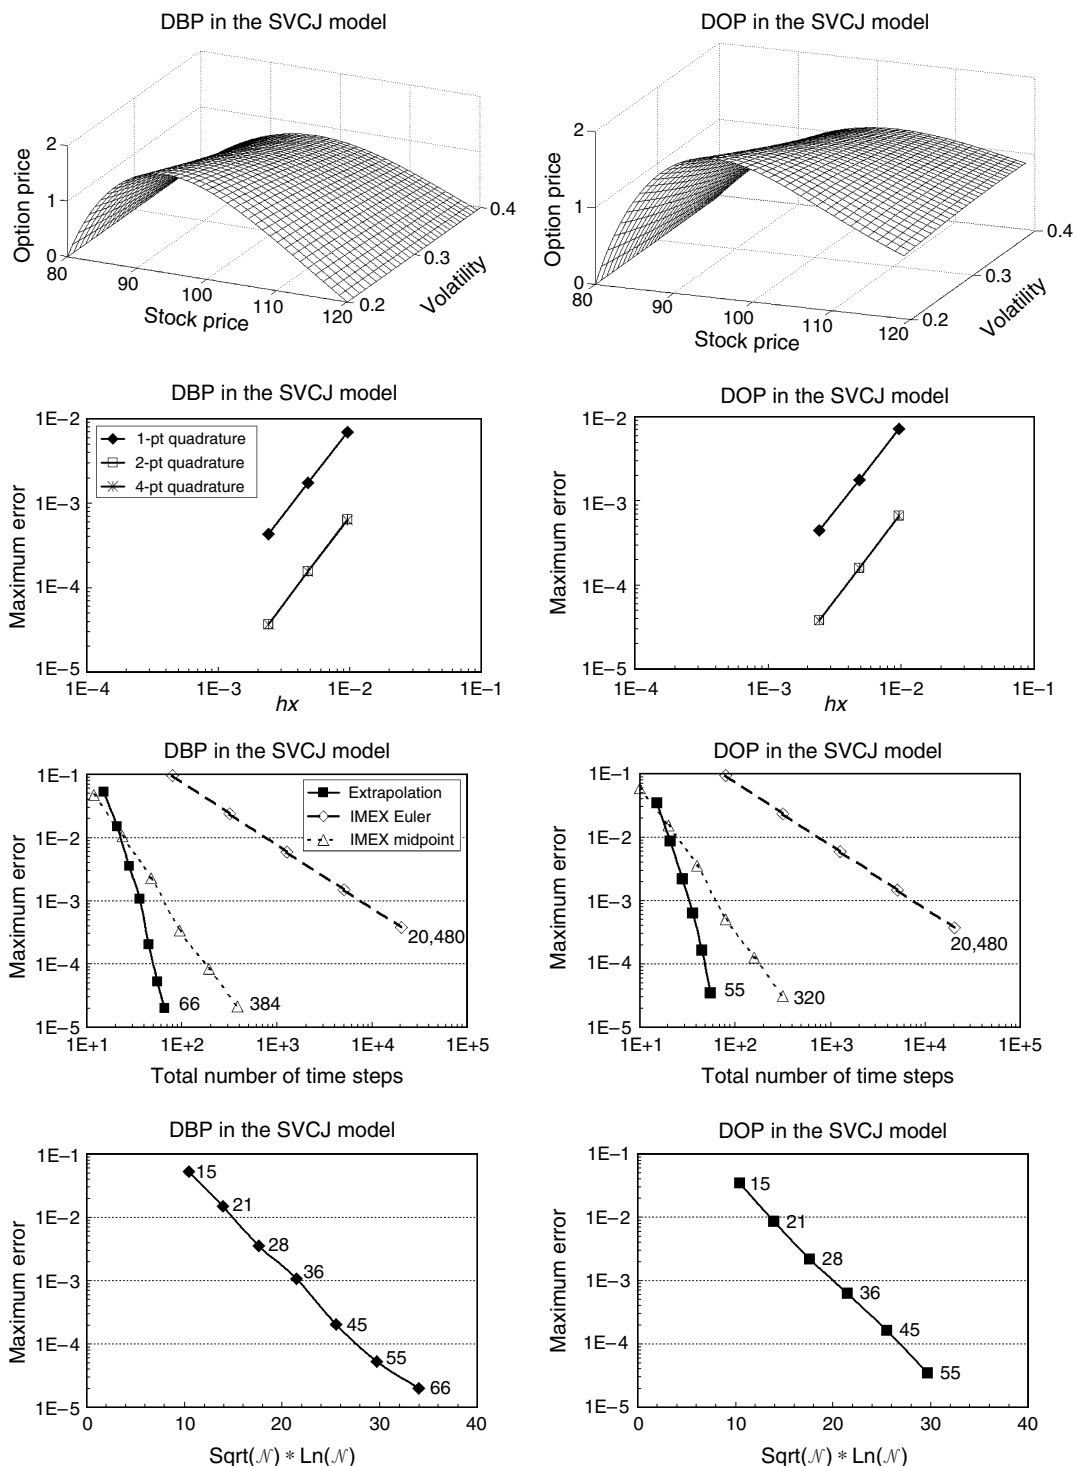 DBP in the SVCJ model
2
1
0
Option price
80
90
100
110
120
Stock price
0.2
0.3
0.4
Volatility
DOP in the SVCJ model
2
1
0
Option price
80
90
100
110
120
Stock price
0.2
0.3
0.4
Volatility
DBP in the SVCJ model
1E−2
1E−3
1E−4
1E−5
Maximum error
1-pt quadrature
2-pt quadrature
4-pt quadrature
1E−4
1E−3
1E−2
1E−1
hx
DOP in the SVCJ model
1E−2
1E−3
1E−4
1E−5
Maximum error
1E−4
1E−3
1E−2
1E−1
hx
DBP in the SVCJ model
1E−1
1E−2
1E−3
1E−4
1E−5
Maximum error
Extrapolation
IMEX Euler
IMEX midpoint
20,480
66
384
1E+1
1E+2
1E+3
1E+4
1E+5
Total number of time steps
DOP in the SVCJ model
1E−1
1E−2
1E−3
1E−4
1E−5
Maximum error
20,480
55
320
1E+1
1E+2
1E+3
1E+4
1E+5
Total number of time steps
DBP in the SVCJ model
1E−1
1E−2
1E−3
1E−4
1E−5
Maximum error
15
21
28
36
45
55
66
0
10
20
30
40
Sqrt(𝒩) ∗ Ln(𝒩)
DOP in the SVCJ model
1E−1
1E−2
1E−3
1E−4
1E−5
Maximum error
15
21
28
36
45
55
0
10
20
30
40
Sqrt(𝒩) ∗ Ln(𝒩)